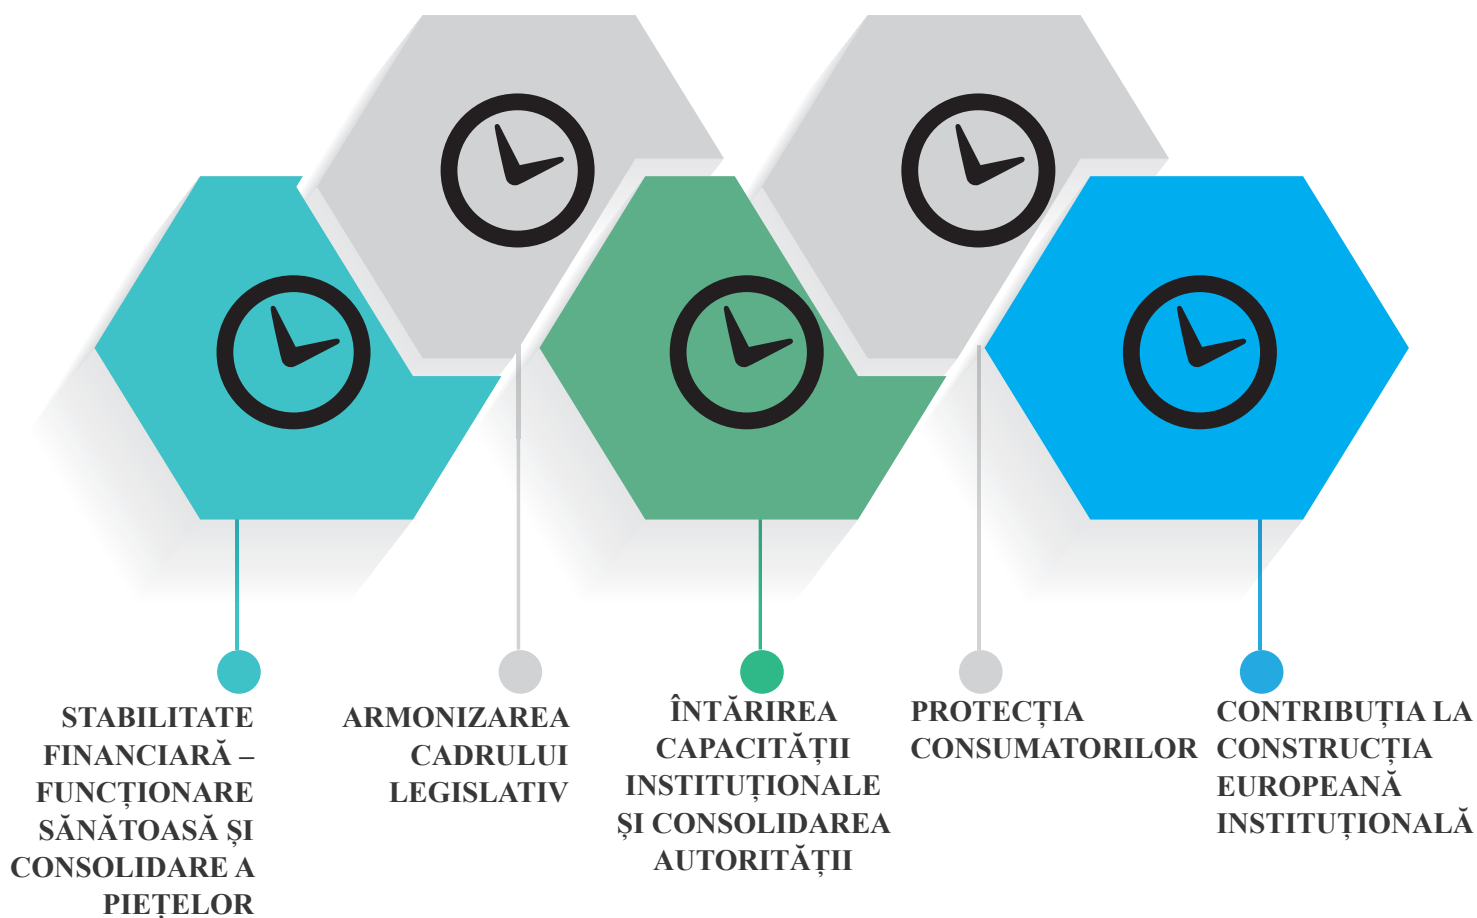 STABILITATE
FINANCIARĂ –
FUNCȚIONARE
SĂNĂTOASĂ ȘI
CONSOLIDARE A
PIEȚELOR
ARMONIZAREA
CADRULUI
LEGISLATIV
ÎNTĂRIREA
CAPACITĂȚII
INSTITUȚIONALE
ȘI CONSOLIDAREA
AUTORITĂȚII
PROTECȚIA
CONSUMATORILOR
CONTRIBUȚIA LA
CONSTRUCȚIA
EUROPEANĂ
INSTITUȚIONALĂ